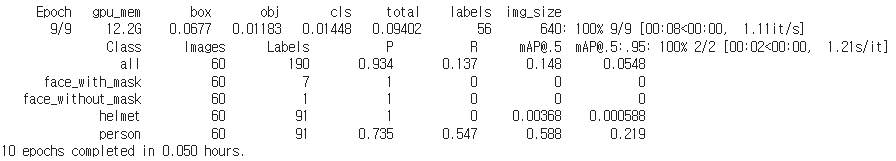 Epoch gpu_mem box obj cls total labels img_size
9/9 12.2G 0.0677 0.01183 0.01448 0.09402 56 640: 100% 9/9 [00:08<00:00, 1.11it/s]
Class Images Labels P R mAP@.5 mAP@.5:.95: 100% 2/2 [00:02<00:00, 1.21s/it]
all 60 190 0.934 0.137 0.148 0.0548
face_with_mask 60 7 1 0 0 0
face_without_mask 60 1 1 0 0 0
helmet 60 91 1 0 0.00368 0.000588
person 60 91 0.735 0.547 0.588 0.219
10 epochs completed in 0.050 hours.